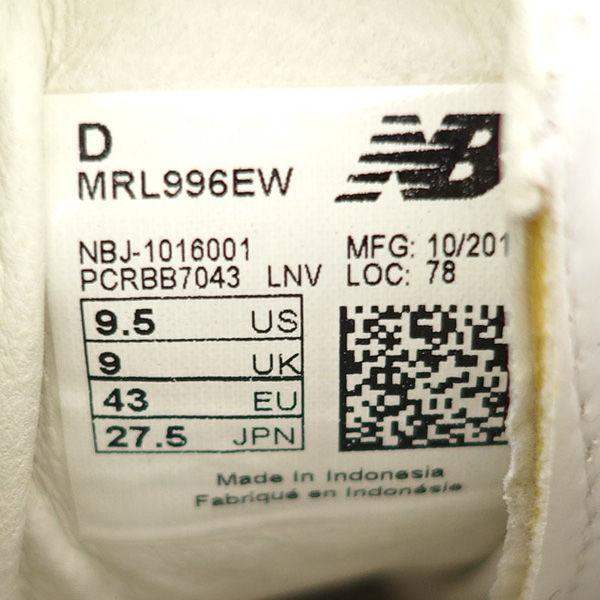 D
NB
MRL996EW
NBJ-1016001 MFG: 10/201
PCRBB7043 LNV LOC: 78
9.5 US
9 UK
43 EU
27.5 JPN
Made in Indonesia
Fabriqué en Indonésie